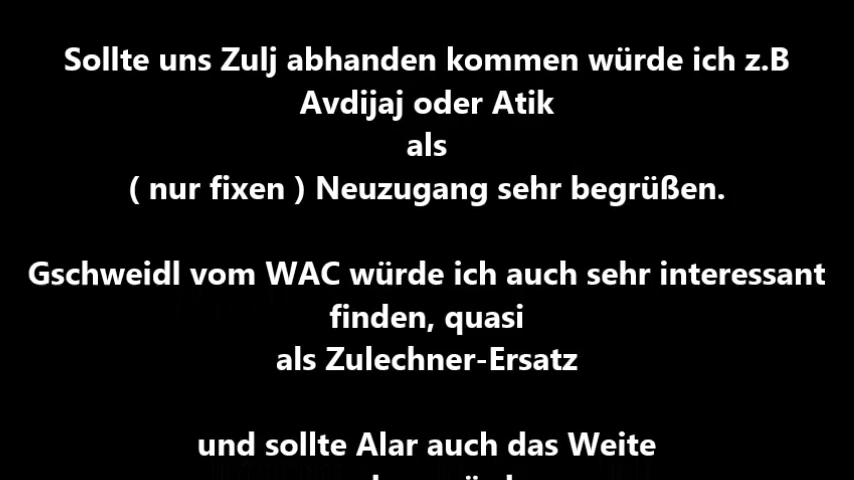 Sollte uns Zulj abhanden kommen würde ich z.B
Avdijaj oder Atik
als
( nur fixen ) Neuzugang sehr begrüßen.
Gschweidl vom WAC würde ich auch sehr interessant
finden, quasi
als Zulechner-Ersatz
und sollte Alar auch das Weite